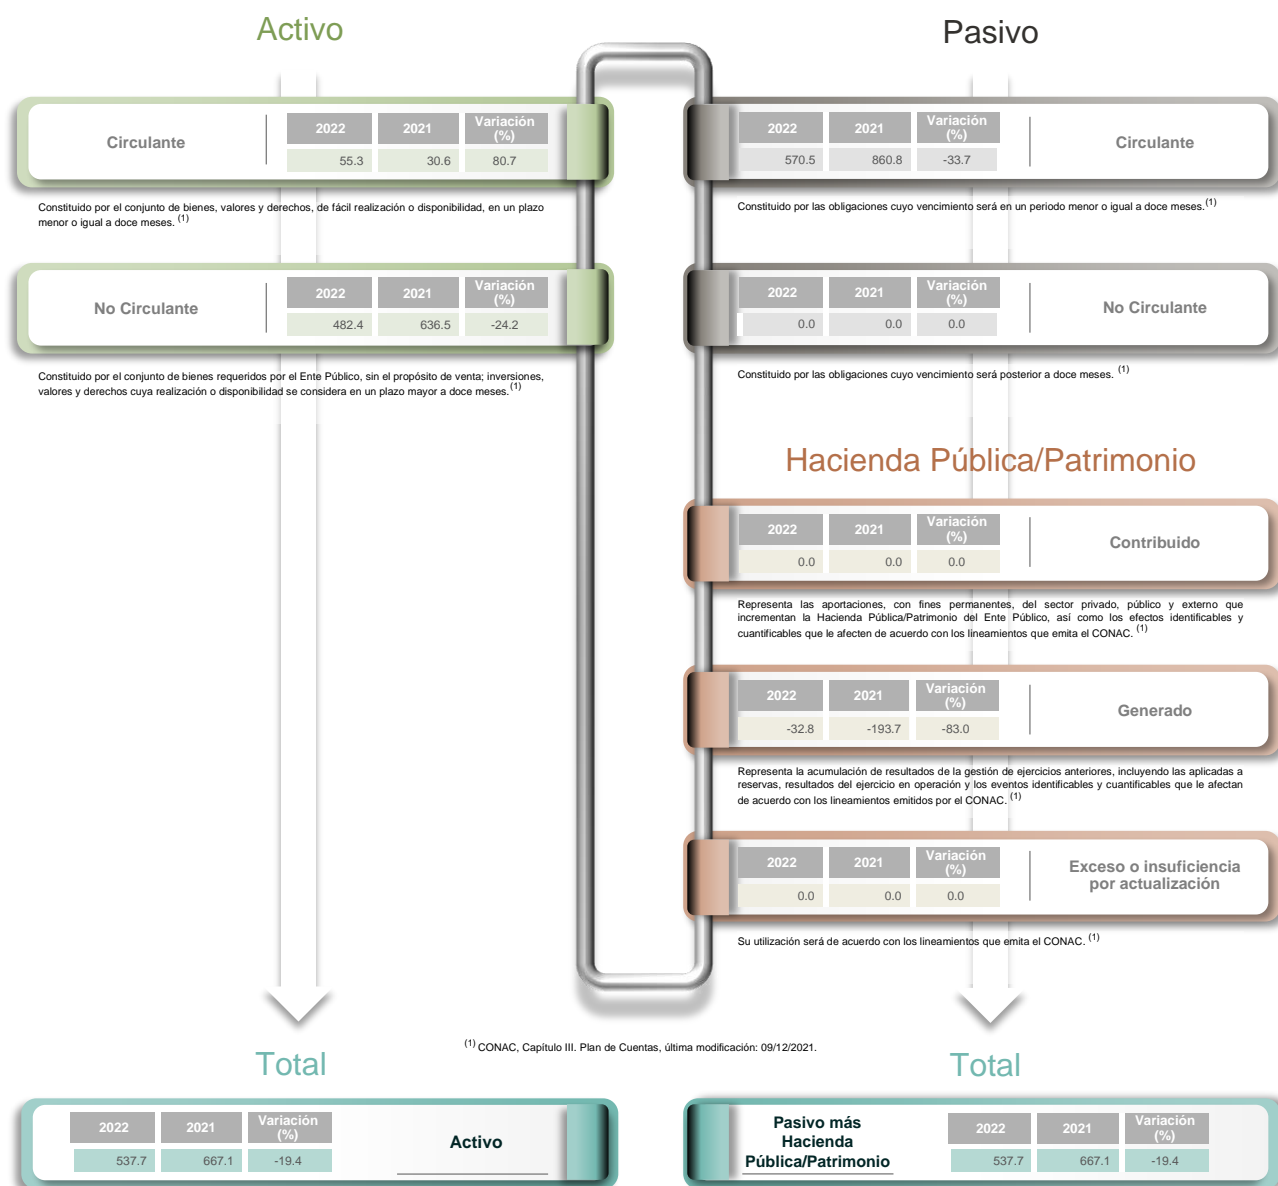 Activo
Circulante
2022 2021 Variación (%)
55.3 30.6 80.7
Constituido por el conjunto de bienes, valores y derechos, de fácil realización o disponibilidad, en un plazo
menor o igual a doce meses. (1)
No Circulante
2022 2021 Variación (%)
482.4 636.5 -24.2
Constituido por el conjunto de bienes requeridos por el Ente Público, sin el propósito de venta; inversiones,
valores y derechos cuya realización o disponibilidad se considera en un plazo mayor a doce meses. (1)
Pasivo
2022 2021 Variación (%)
570.5 860.8 -33.7
Circulante
Constituido por las obligaciones cuyo vencimiento será en un periodo menor o igual a doce meses. (1)
2022 2021 Variación (%)
0.0 0.0 0.0
No Circulante
Constituido por las obligaciones cuyo vencimiento será posterior a doce meses. (1)
Hacienda Pública/Patrimonio
2022 2021 Variación (%)
0.0 0.0 0.0
Contribuido
Representa las aportaciones, con fines permanentes, del sector privado, público y externo que
incrementan la Hacienda Pública/Patrimonio del Ente Público, así como los efectos identificables y
cuantificables que le afecten de acuerdo con los lineamientos que emita el CONAC. (1)
2022 2021 Variación (%)
-32.8 -193.7 -83.0
Generado
Representa la acumulación de resultados de la gestión de ejercicios anteriores, incluyendo las aplicadas a
reservas, resultados del ejercicio en operación y los eventos identificables y cuantificables que le afectan
de acuerdo con los lineamientos emitidos por el CONAC. (1)
2022 2021 Variación (%)
0.0 0.0 0.0
Exceso o insuficiencia
por actualización
Su utilización será de acuerdo con los lineamientos que emita el CONAC. (1)
(1) CONAC, Capítulo III. Plan de Cuentas, última modificación: 09/12/2021.
Total
2022 2021 Variación (%)
537.7 667.1 -19.4
Activo
Total
Pasivo más
Hacienda
Pública/Patrimonio
2022 2021 Variación (%)
537.7 667.1 -19.4